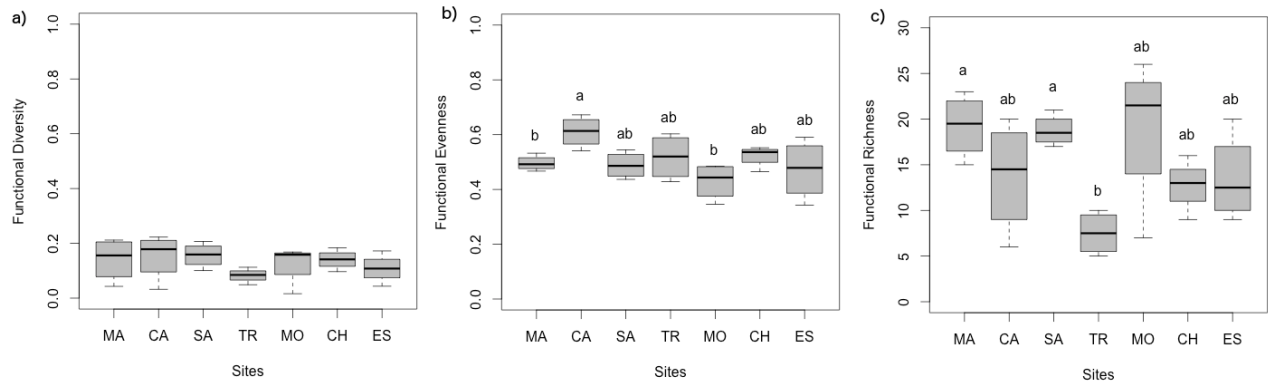 a)
Functional Diversity
1.0
0.8
0.6
0.4
0.2
0.0
MA CA SA TR MO CH ES
Sites
b)
Functional Evenness
1.0
0.8
0.6
0.4
0.2
0.0
b a ab ab b ab ab
MA CA SA TR MO CH ES
Sites
c)
Functional Richness
30
25
20
15
10
5
0
a ab a b ab ab ab
MA CA SA TR MO CH ES
Sites